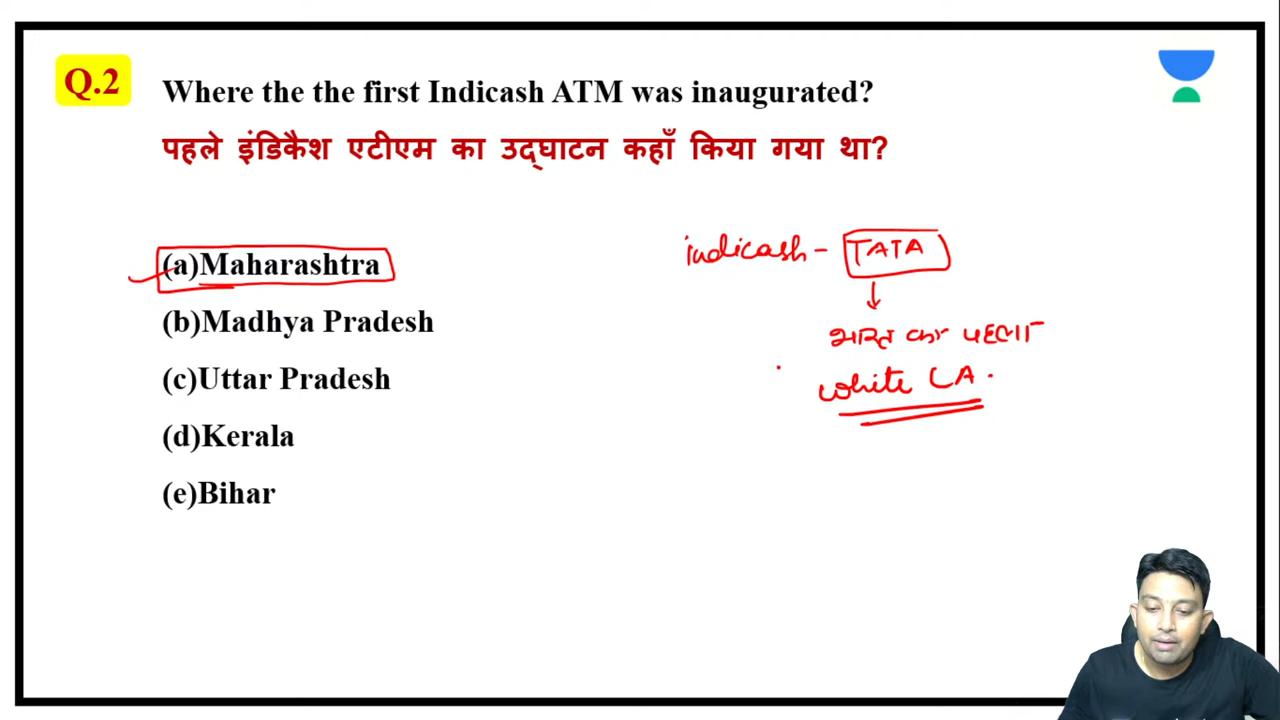 Q.2
Where the the first Indicash ATM was inaugurated?
पहले इंडिकैश एटीएम का उद्घाटन कहाँ किया गया था?
(a)Maharashtra
(b)Madhya Pradesh
(c)Uttar Pradesh
(d)Kerala
(e)Bihar
indicash - TATA
भारत का पहला
white LA.